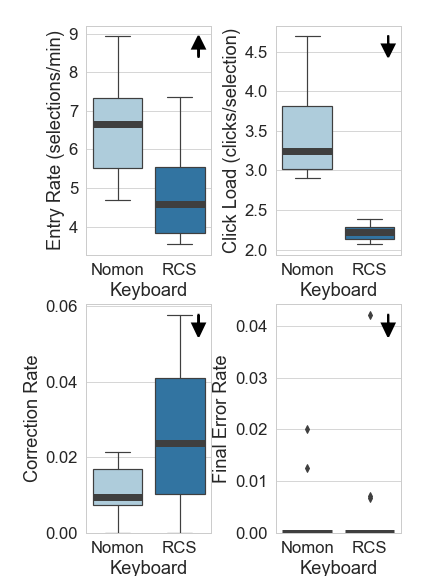 Entry Rate (selections/min)
9
8
7
6
5
4
Nomon RCS
Keyboard
Click Load (clicks/selection)
4.5
4.0
3.5
3.0
2.5
2.0
Nomon RCS
Keyboard
Correction Rate
0.06
0.04
0.02
0.00
Nomon RCS
Keyboard
Final Error Rate
0.04
0.03
0.02
0.01
0.00
Nomon RCS
Keyboard